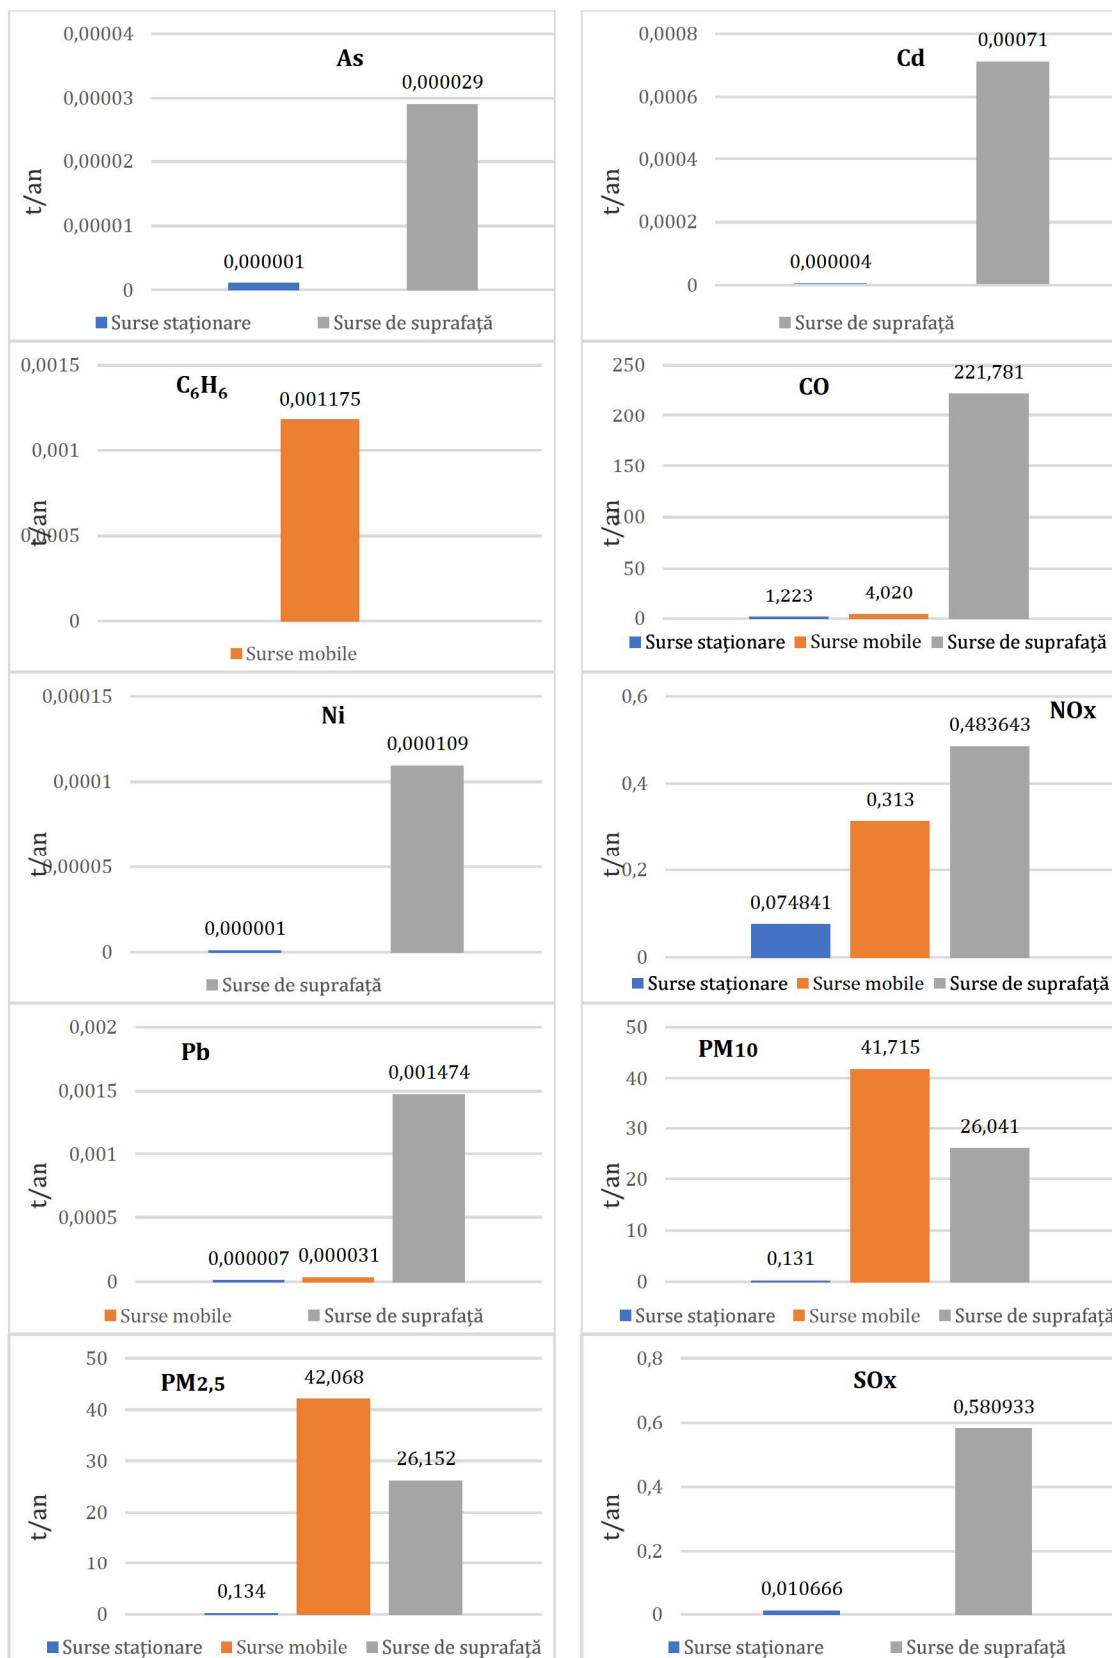 As
0,00004
0,00003
0,00002
0,00001
0
t/an
0,000001
0,000029
Surse staționare Surse de suprafață
Cd
0,0008
0,0006
0,0004
0,0002
0
t/an
0,000004
0,00071
Surse de suprafață
C6H6
0,0015
0,001
0,0005
0
t/an
0,001175
Surse mobile
CO
250
200
150
100
50
0
t/an
1,223
4,020
221,781
Surse staționare Surse mobile Surse de suprafață
Ni
0,00015
0,0001
0,00005
0
t/an
0,000001
0,000109
Surse de suprafață
NOx
0,6
0,4
0,2
0
t/an
0,074841
0,313
0,483643
Surse staționare Surse mobile Surse de suprafață
Pb
0,002
0,0015
0,001
0,0005
0
t/an
0,000007
0,000031
0,001474
Surse mobile Surse de suprafață
PM10
50
40
30
20
10
0
t/an
0,131
41,715
26,041
Surse staționare Surse mobile Surse de suprafață
PM2,5
50
40
30
20
10
0
t/an
0,134
42,068
26,152
Surse staționare Surse mobile Surse de suprafață
SOx
0,8
0,6
0,4
0,2
0
t/an
0,010666
0,580933
Surse staționare Surse de suprafață